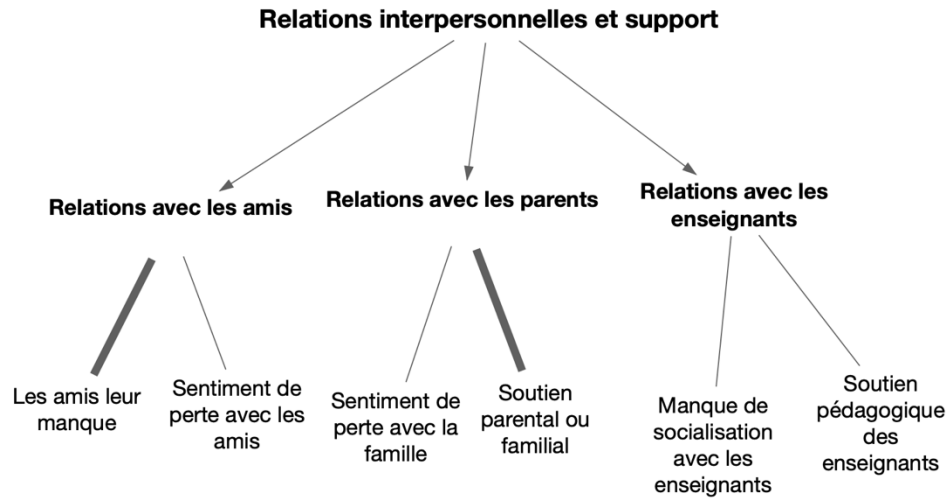 Relations interpersonnelles et support
Relations avec les amis
Relations avec les parents
Relations avec les
enseignants
Les amis leur
manque
Sentiment de
perte avec les
amis
Sentiment de
perte avec la
famille
Soutien
parental ou
familial
Manque de
socialisation
avec les
enseignants
Soutien
pédagogique
des
enseignants